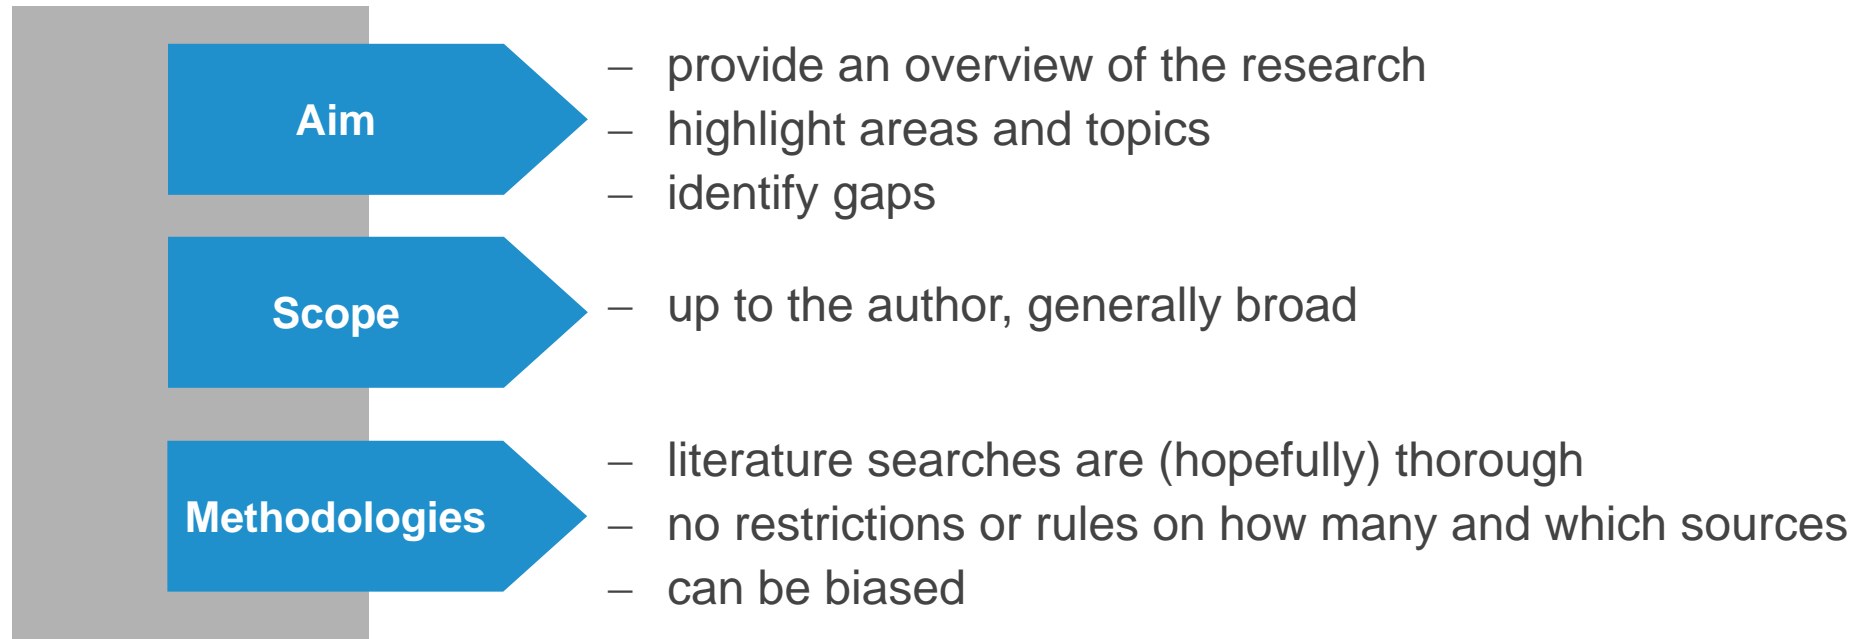 Aim
– provide an overview of the research
– highlight areas and topics
– identify gaps
Scope
– up to the author, generally broad
Methodologies
– literature searches are (hopefully) thorough
– no restrictions or rules on how many and which sources
– can be biased